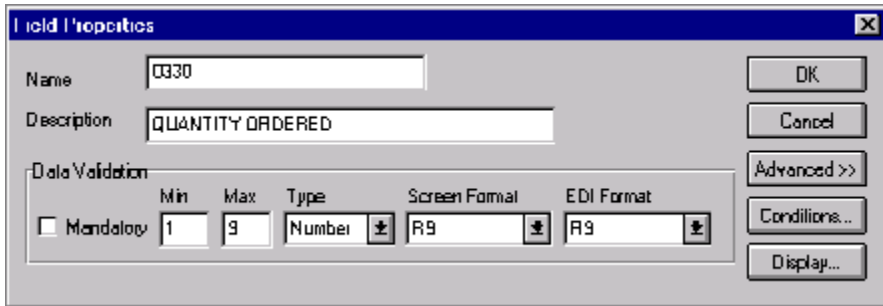 Field Properties
Name 0330 OK
Description QUANTITY ORDERED Cancel
Data Validation Advanced >>
Min Max Type Screen Format EDI Format
Mandatory 1 9 Number R9 R9 Conditions...
Display...